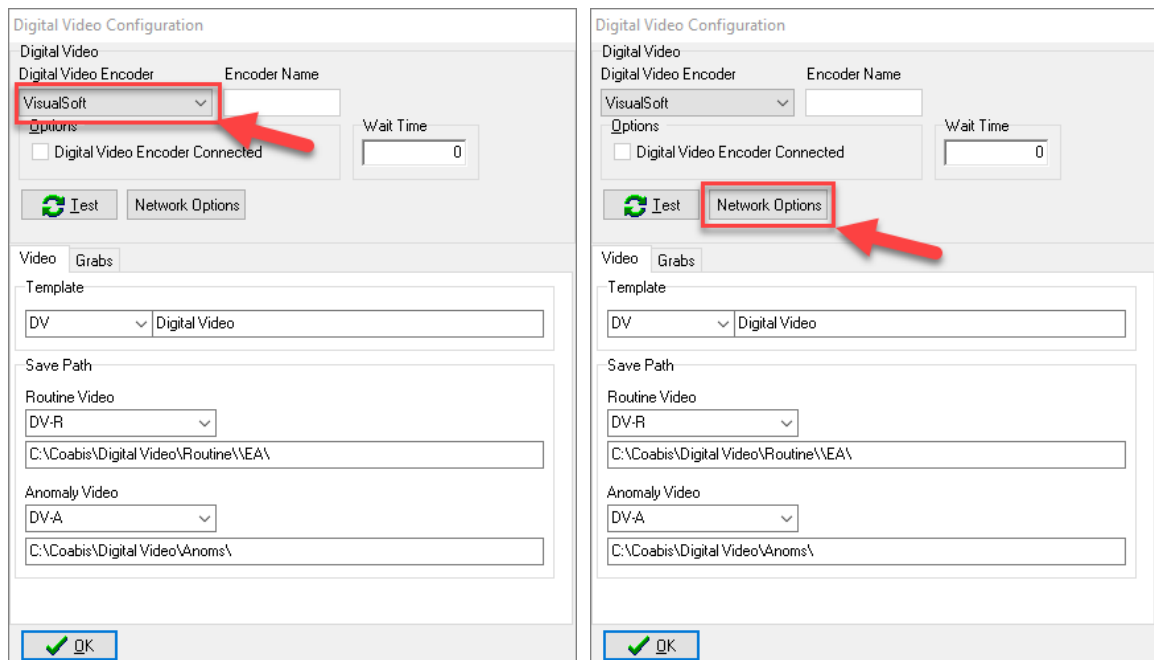 Digital Video Configuration
Digital Video
Digital Video Encoder Encoder Name
VisualSoft
Options Wait Time
Digital Video Encoder Connected 0
Test Network Options
Video Grabs
Template
DV Digital Video
Save Path
Routine Video
DV-R
C:\Coabis\Digital Video\Routine\\EA\
Anomaly Video
DV-A
C:\Coabis\Digital Video\Anoms\
OK
Digital Video Configuration
Digital Video
Digital Video Encoder Encoder Name
VisualSoft
Options Wait Time
Digital Video Encoder Connected 0
Test Network Options
Video Grabs
Template
DV Digital Video
Save Path
Routine Video
DV-R
C:\Coabis\Digital Video\Routine\\EA\
Anomaly Video
DV-A
C:\Coabis\Digital Video\Anoms\
OK